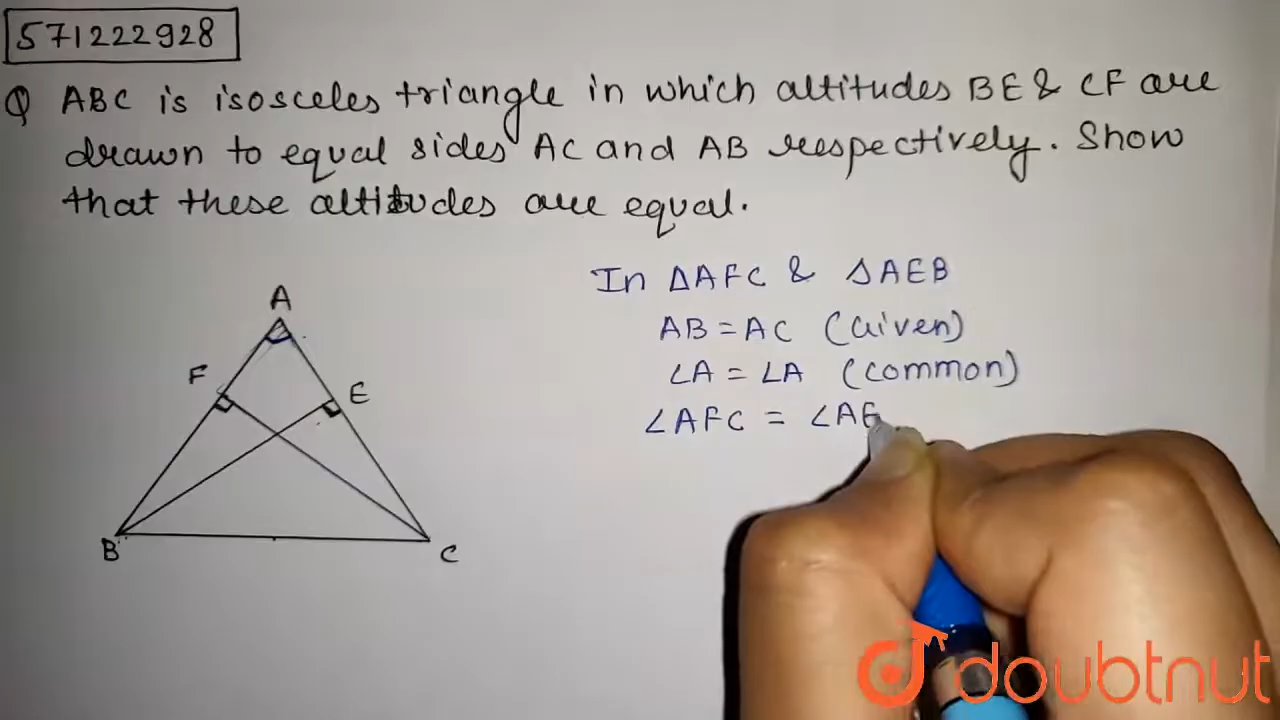 571222928
Q ABC is isosceles triangle in which altitudes BE & CF are
drawn to equal sides AC and AB respectively. Show
that these altitudes are equal.
In ΔAFC & ΔAEB
A
AB = AC (Given)
F
∠A = ∠A (common)
E
∠AFC = ∠AE
B
C
doubtnut